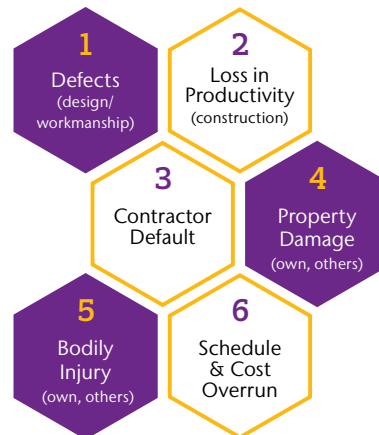 1
Defects
(design/
workmanship)
2
Loss in
Productivity
(construction)
3
Contractor
Default
4
Property
Damage
(own, others)
5
Bodily
Injury
(own, others)
6
Schedule
& Cost
Overrun